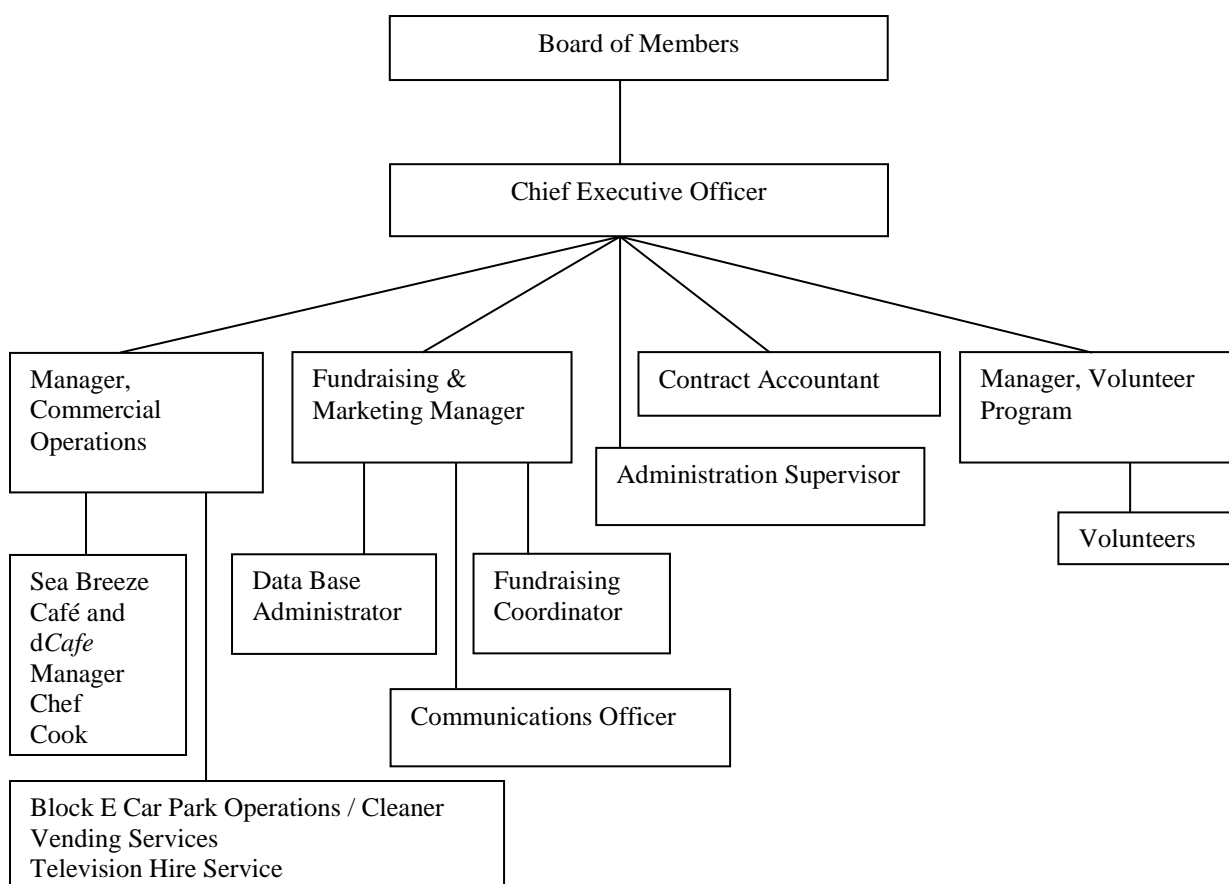 Board of Members
Chief Executive Officer
Manager,
Commercial
Operations
Fundraising &
Marketing Manager
Contract Accountant
Manager, Volunteer
Program
Administration Supervisor
Volunteers
Sea Breeze
Café and
dCafe
Manager
Chef
Cook
Data Base
Administrator
Fundraising
Coordinator
Communications Officer
Block E Car Park Operations / Cleaner
Vending Services
Television Hire Service